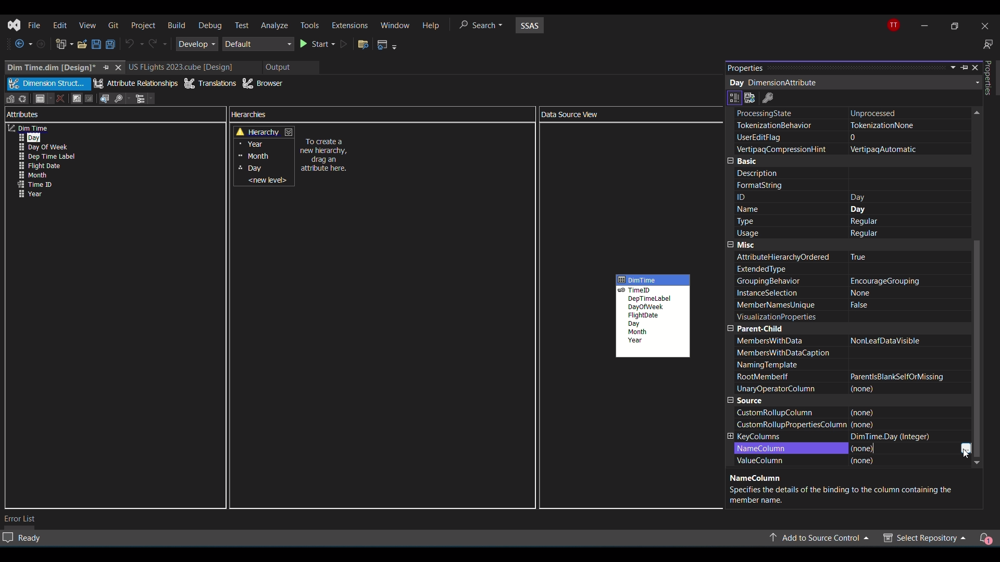 File Edit View Git Project Build Debug Test Analyze Tools Extensions Window Help Search SSAS TT
Develop Default Start
Dim Time.dim [Design]* US FLights 2023.cube [Design] Output
Dimension Struct... Attribute Relationships Translations Browser
Attributes
Dim Time
Day
Day Of Week
Dep Time Label
Flight Date
Month
Time ID
Year
Hierarchies
Hierarchy
Year
Month
Day
<new level>
To create a
new hierarchy,
drag an
attribute here.
Data Source View
DimTime
TimeID
DepTimeLabel
DayOfWeek
FlightDate
Day
Month
Year
Properties
Day DimensionAttribute
ProcessingState Unprocessed
TokenizationBehavior TokenizationNone
UserEditFlag 0
VertipaqCompressionHint VertipaqAutomatic
Basic
Description
FormatString
ID Day
Name Day
Type Regular
Usage Regular
Misc
AttributeHierarchyOrdered True
ExtendedType
GroupingBehavior EncourageGrouping
InstanceSelection None
MemberNamesUnique False
VisualizationProperties
Parent-Child
MembersWithData NonLeafDataVisible
MembersWithDataCaption
NamingTemplate
RootMemberIf ParentIsBlankSelfOrMissing
UnaryOperatorColumn (none)
Source
CustomRollupColumn (none)
CustomRollupPropertiesColumn (none)
KeyColumns DimTime.Day (Integer)
NameColumn (none)
ValueColumn (none)
NameColumn
Specifies the details of the binding to the column containing the
member name.
Properties
Error List
Ready Add to Source Control Select Repository 1